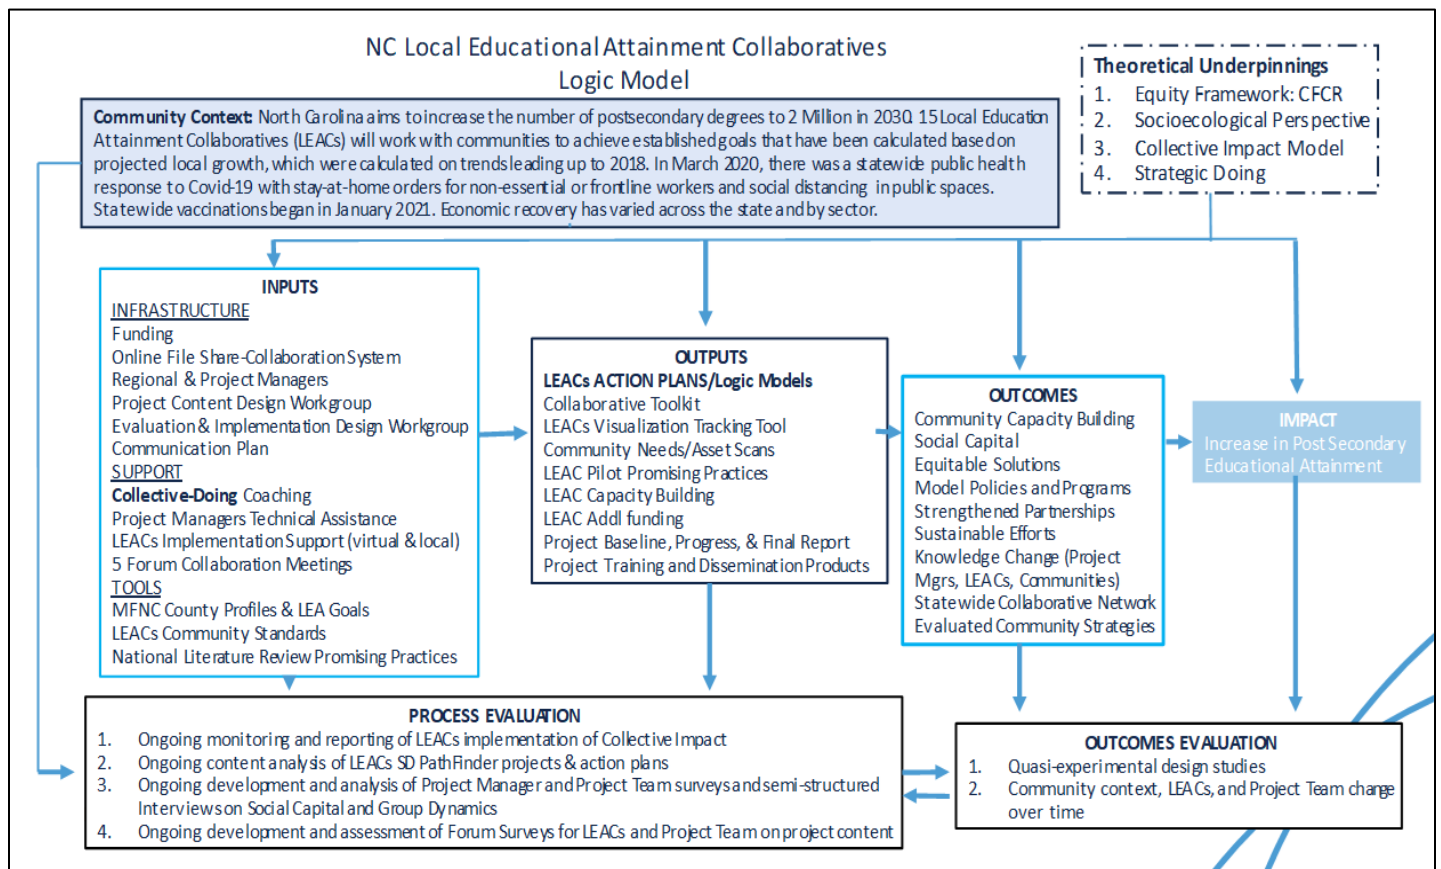 NC Local Educational Attainment Collaboratives
Logic Model
Theoretical Underpinnings
1. Equity Framework: CFCR
2. Socioecological Perspective
3. Collective Impact Model
4. Strategic Doing
Community Context: North Carolina aims to increase the number of postsecondary degrees to 2 Million in 2030. 15 Local Education
Attainment Collaboratives (LEACs) will work with communities to achieve established goals that have been calculated based on
projected local growth, which were calculated on trends leading up to 2018. In March 2020, there was a statewide public health
response to Covid-19 with stay-at-home orders for non-essential or frontline workers and social distancing in public spaces.
Statewide vaccinations began in January 2021. Economic recovery has varied across the state and by sector.
INPUTS
INFRASTRUCTURE
Funding
Online File Share-Collaboration System
Regional & Project Managers
Project Content Design Workgroup
Evaluation & Implementation Design Workgroup
Communication Plan
SUPPORT
Collective-Doing Coaching
Project Managers Technical Assistance
LEACs Implementation Support (virtual & local)
5 Forum Collaboration Meetings
TOOLS
MFNC County Profiles & LEA Goals
LEACs Community Standards
National Literature Review Promising Practices
OUTPUTS
LEACs ACTION PLANS/Logic Models
Collaborative Toolkit
LEACs Visualization Tracking Tool
Community Needs/Asset Scans
LEAC Pilot Promising Practices
LEAC Capacity Building
LEAC Addl funding
Project Baseline, Progress, & Final Report
Project Training and Dissemination Products
OUTCOMES
Community Capacity Building
Social Capital
Equitable Solutions
Model Policies and Programs
Strengthened Partnerships
Sustainable Efforts
Knowledge Change (Project
Mgrs, LEACs, Communities)
Statewide Collaborative Network
Evaluated Community Strategies
IMPACT
Increase in Post Secondary
Educational Attainment
PROCESS EVALUATION
1. Ongoing monitoring and reporting of LEACs implementation of Collective Impact
2. Ongoing content analysis of LEACs SD PathFinder projects & action plans
3. Ongoing development and analysis of Project Manager and Project Team surveys and semi-structured
Interviews on Social Capital and Group Dynamics
4. Ongoing development and assessment of Forum Surveys for LEACs and Project Team on project content
OUTCOMES EVALUATION
1. Quasi-experimental design studies
2. Community context, LEACs, and Project Team change
over time